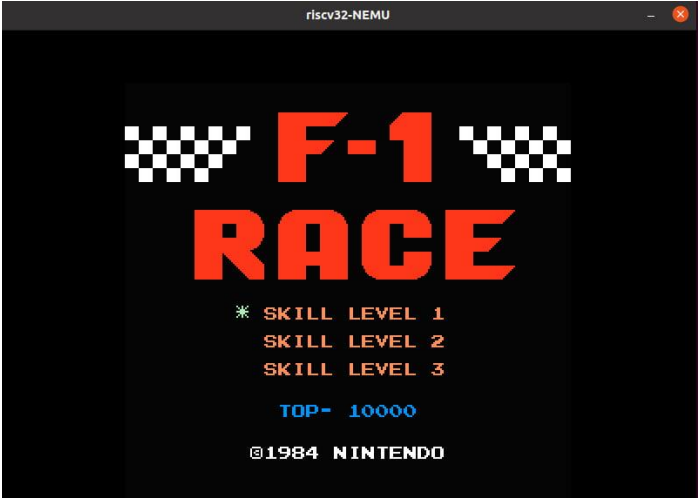 riscv32-NEMU
F-1
RACE
* SKILL LEVEL 1
SKILL LEVEL 2
SKILL LEVEL 3
TOP- 10000
©1984 NINTENDO